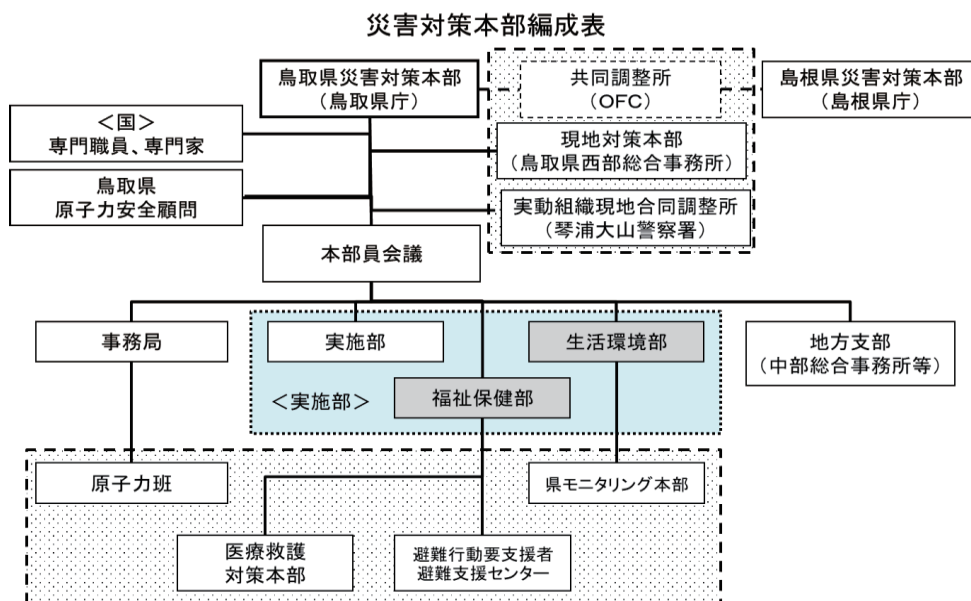 災害対策本部編成表
鳥取県災害対策本部
（鳥取県庁）
共同調整所
（OFC）
島根県災害対策本部
（島根県庁）
＜国＞
専門職員、専門家
現地対策本部
（鳥取県西部総合事務所）
鳥取県
原子力安全顧問
実動組織現地合同調整所
（琴浦大山警察署）
本部員会議
事務局
実施部
生活環境部
地方支部
（中部総合事務所等）
＜実施部＞
福祉保健部
原子力班
県モニタリング本部
医療救護
対策本部
避難行動要支援者
避難支援センター